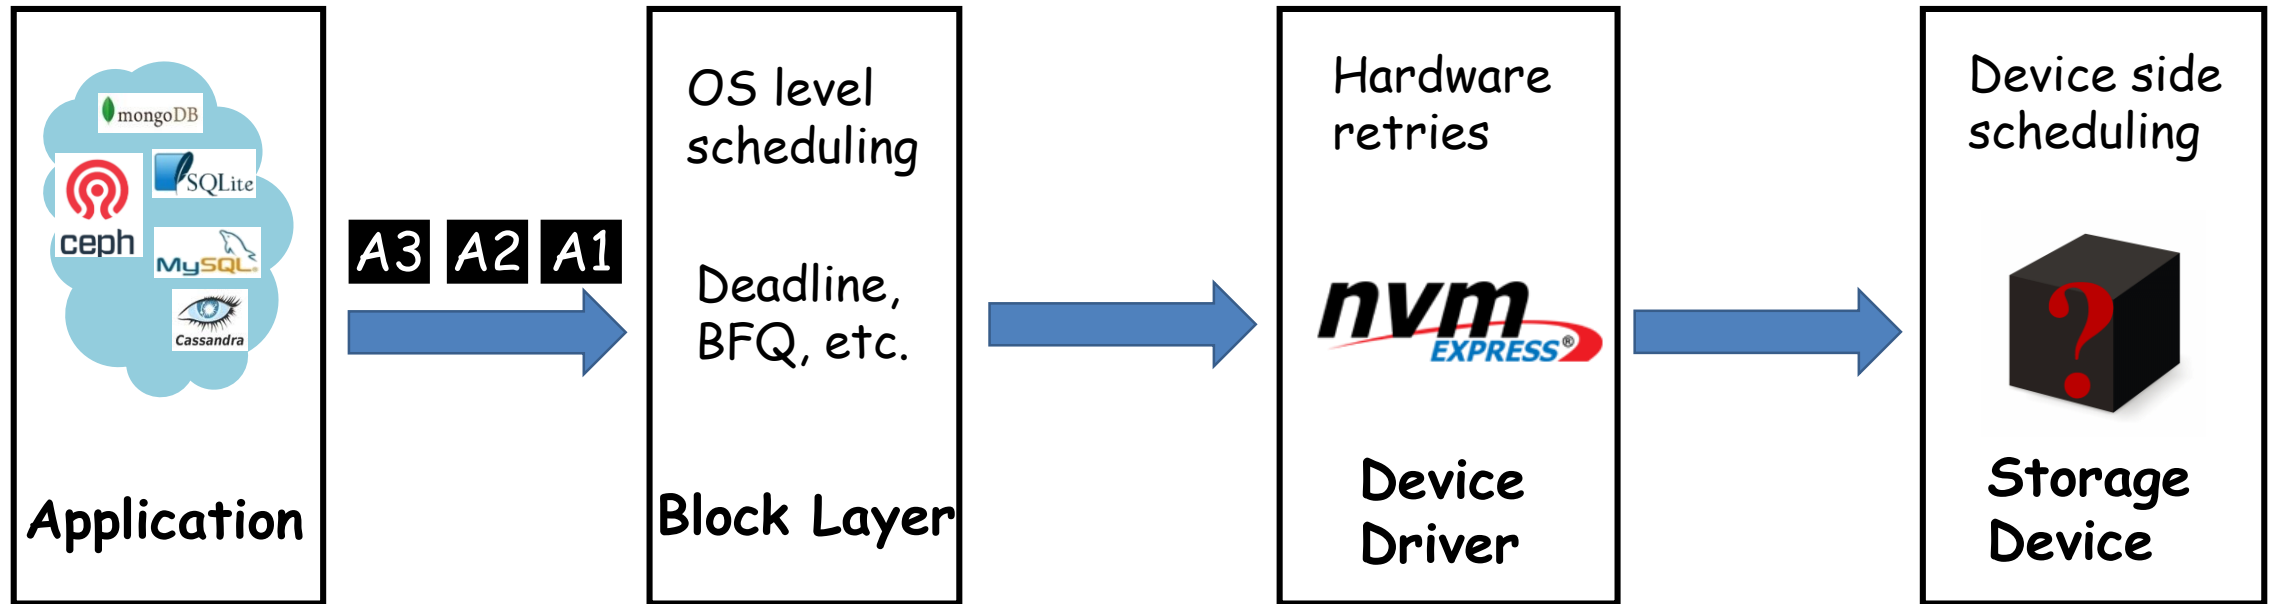 mongoDB
SQLite
ceph
MySQL®
Cassandra
Application
A3 A2 A1
OS level
scheduling
Deadline,
BFQ, etc.
Block Layer
Hardware
retries
nvm
EXPRESS®
Device
Driver
Device side
scheduling
?
Storage
Device